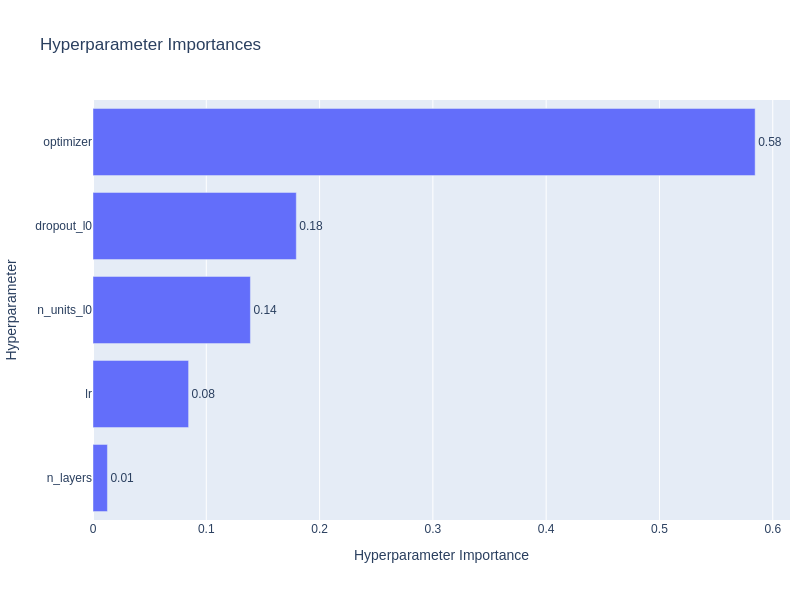 Hyperparameter Importances
optimizer
0.58
dropout_l0
0.18
n_units_l0
0.14
lr
0.08
n_layers
0.01
0
0.1
0.2
0.3
0.4
0.5
0.6
Hyperparameter Importance
Hyperparameter